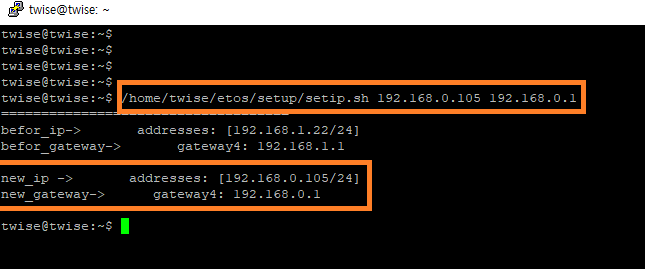 twise@twise: ~
twise@twise:~$
twise@twise:~$
twise@twise:~$
twise@twise:~$
twise@twise:~$ /home/twise/etos/setup/setip.sh 192.168.0.105 192.168.0.1
====================================
befor_ip-> addresses: [192.168.1.22/24]
befor_gateway-> gateway4: 192.168.1.1
new_ip -> addresses: [192.168.0.105/24]
new_gateway-> gateway4: 192.168.0.1
twise@twise:~$